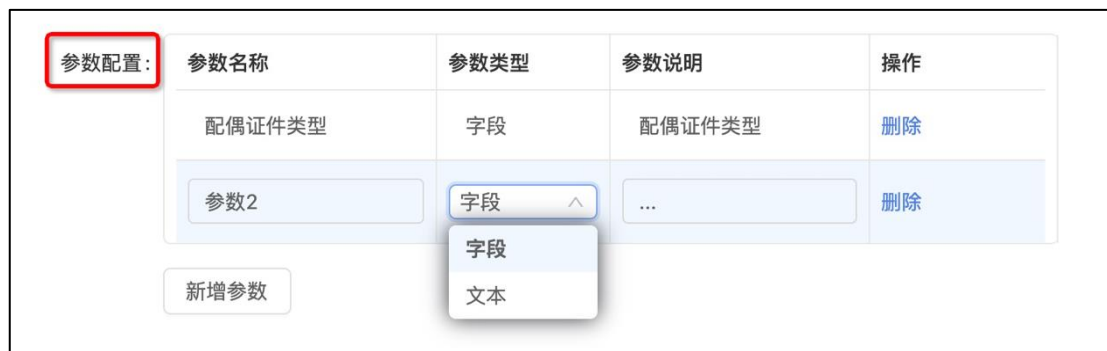 参数配置: 参数名称 参数类型 参数说明 操作
配偶证件类型 字段 配偶证件类型 删除
参数2 字段 ... 删除
字段
文本
新增参数